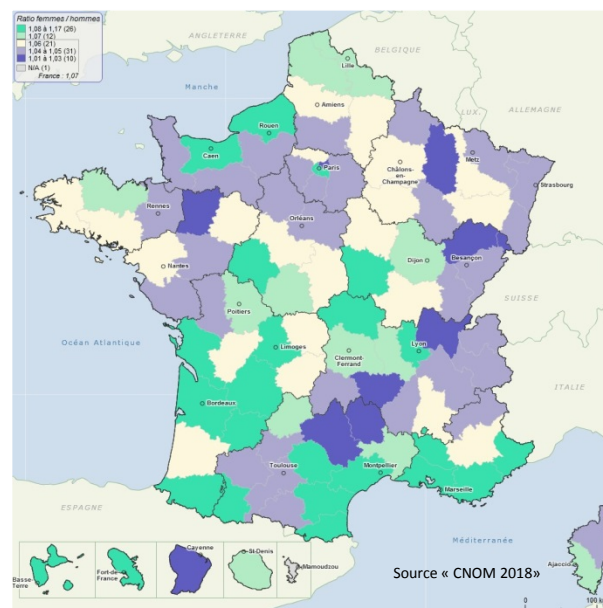 Ratio femmes / hommes
1,08 à 1,17 (26)
1,07 (12)
1,06 (21)
1,04 à 1,05 (31)
1,01 à 1,03 (10)
N/A (1)
France : 1,07
ANGLETERRE
BELGIQUE
Lille
Manche
ALLEMAGNE
Amiens
LUX.
Rouen
Caen
Metz
Paris
Châlons-
en-
Champagne
Strasbourg
Rennes
Orléans
Dijon
Besançon
Nantes
SUISSE
Poitiers
Océan Atlantique
Limoges
Clermont-
Ferrand
Lyon
ITALIE
Bordeaux
Toulouse
Montpellier
Marseille
ESPAGNE
Méditerranée
Basse-
Terre
Fort-de-
France
Cayenne
St-Denis
Mamoudzou
Source « CNOM 2018»
Ajaccio
0
100